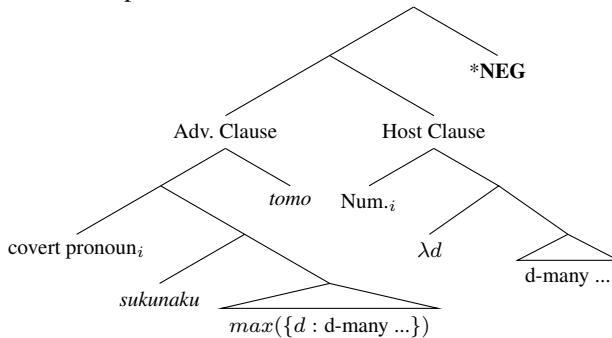 *NEG
Adv. Clause Host Clause
tomo Num.i
covert pronouni λd
sukunaku d-many ...
max({d : d-many ...})